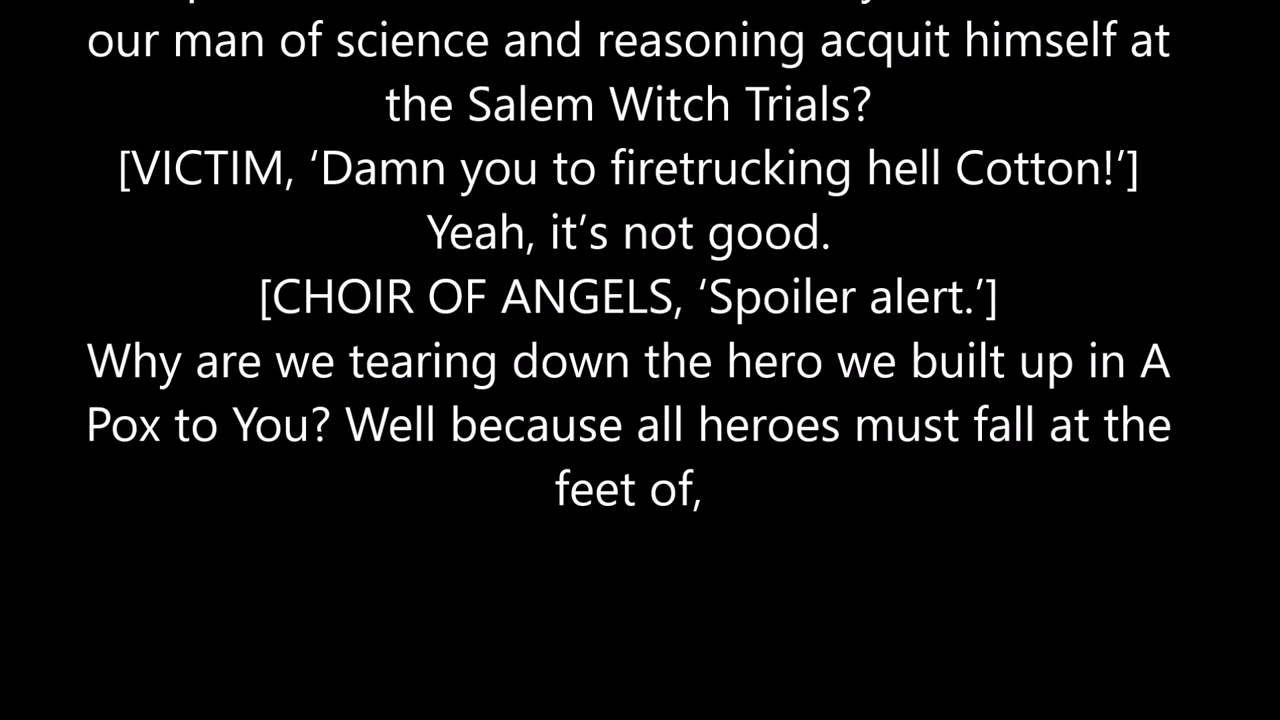 our man of science and reasoning acquit himself at
the Salem Witch Trials?
[VICTIM, ‘Damn you to firetrucking hell Cotton!’]
Yeah, it’s not good.
[CHOIR OF ANGELS, ‘Spoiler alert.’]
Why are we tearing down the hero we built up in A
Pox to You? Well because all heroes must fall at the
feet of,